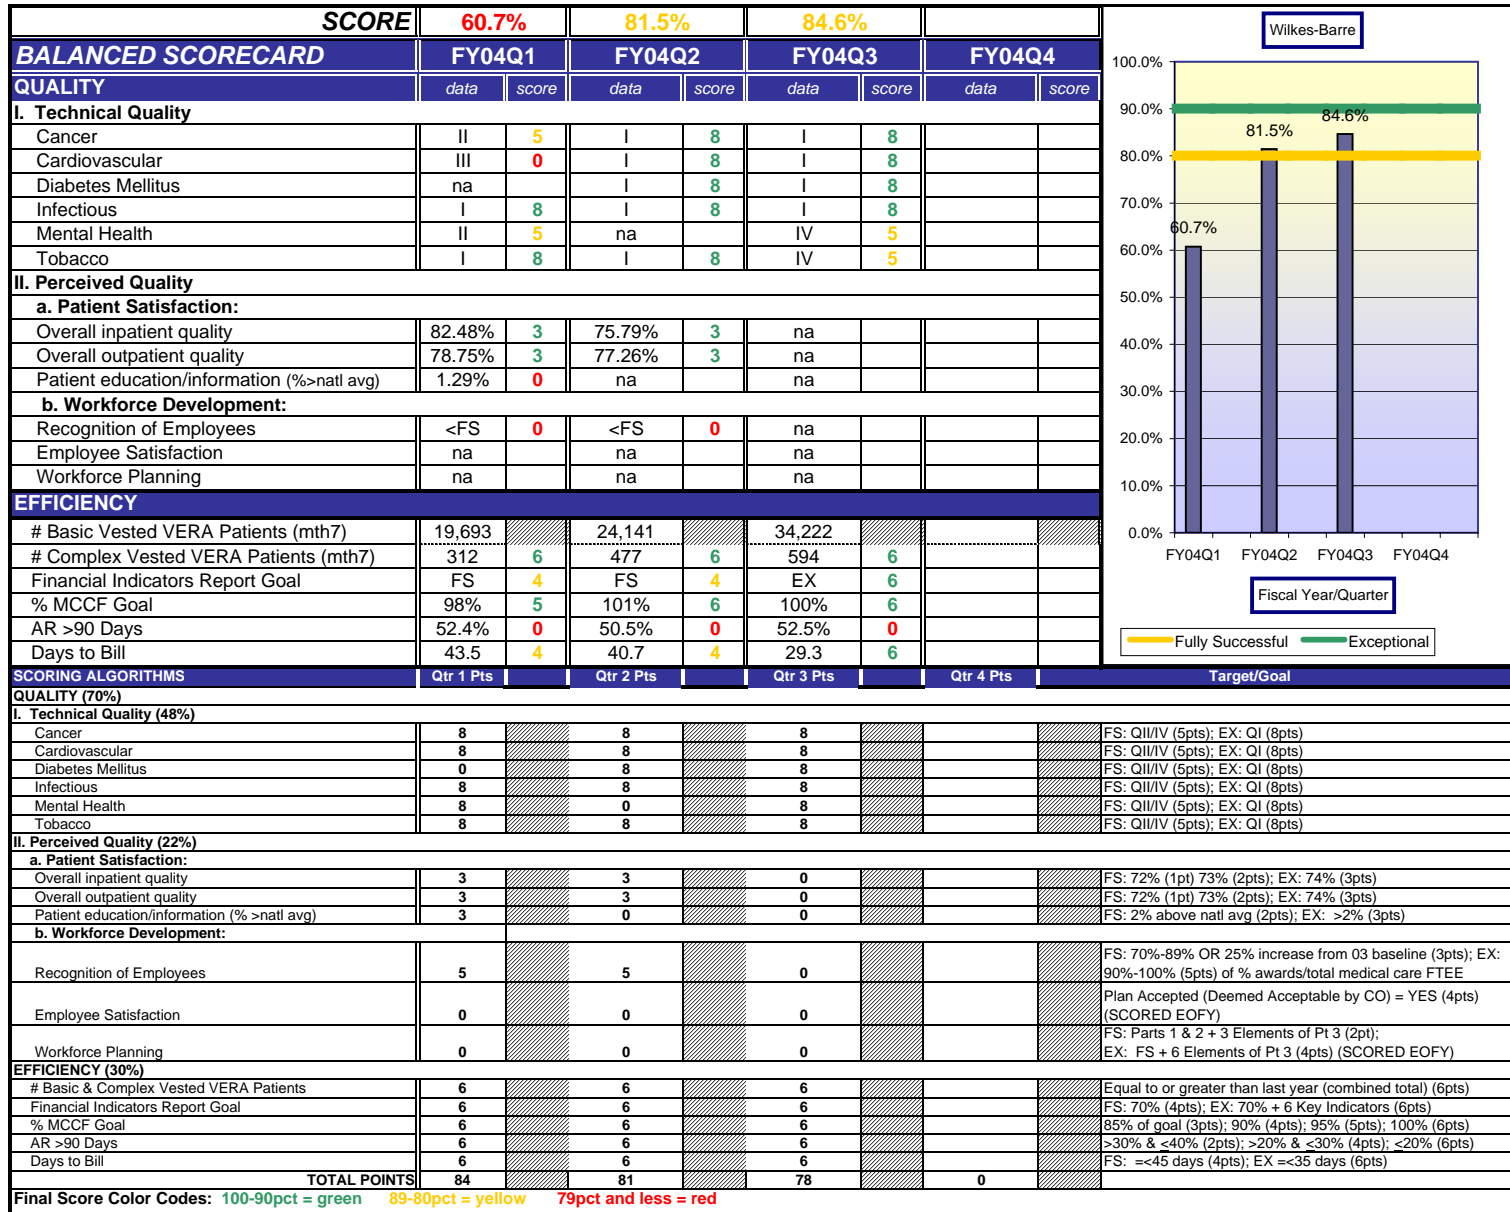 SCORE 60.7% 81.5% 84.6%
BALANCED SCORECARD FY04Q1 FY04Q2 FY04Q3 FY04Q4
QUALITY data score data score data score data score
I. Technical Quality
Cancer II 5 I 8 I 8
Cardiovascular III 0 I 8 I 8
Diabetes Mellitus na I 8 I 8
Infectious I 8 I 8 I 8
Mental Health II 5 na IV 5
Tobacco I 8 I 8 IV 5
II. Perceived Quality
a. Patient Satisfaction:
Overall inpatient quality 82.48% 3 75.79% 3 na
Overall outpatient quality 78.75% 3 77.26% 3 na
Patient education/information (%>natl avg) 1.29% 0 na na
b. Workforce Development:
Recognition of Employees <FS 0 <FS 0 na
Employee Satisfaction na na na
Workforce Planning na na na
EFFICIENCY
# Basic Vested VERA Patients (mth7) 19,693 24,141 34,222
# Complex Vested VERA Patients (mth7) 312 6 477 6 594 6
Financial Indicators Report Goal FS 4 FS 4 EX 6
% MCCF Goal 98% 5 101% 6 100% 6
AR >90 Days 52.4% 0 50.5% 0 52.5% 0
Days to Bill 43.5 4 40.7 4 29.3 6
Wilkes-Barre
100.0%
90.0%
80.0%
70.0%
60.0%
50.0%
40.0%
30.0%
20.0%
10.0%
0.0%
60.7%
81.5%
84.6%
FY04Q1 FY04Q2 FY04Q3 FY04Q4
Fiscal Year/Quarter
Fully Successful Exceptional
SCORING ALGORITHMS Qtr 1 Pts Qtr 2 Pts Qtr 3 Pts Qtr 4 Pts Target/Goal
QUALITY (70%)
I. Technical Quality (48%)
Cancer 8 8 8 FS: QII/IV (5pts); EX: QI (8pts)
Cardiovascular 8 8 8 FS: QII/IV (5pts); EX: QI (8pts)
Diabetes Mellitus 0 8 8 FS: QII/IV (5pts); EX: QI (8pts)
Infectious 8 8 8 FS: QII/IV (5pts); EX: QI (8pts)
Mental Health 8 0 8 FS: QII/IV (5pts); EX: QI (8pts)
Tobacco 8 8 8 FS: QII/IV (5pts); EX: QI (8pts)
II. Perceived Quality (22%)
a. Patient Satisfaction:
Overall inpatient quality 3 3 0 FS: 72% (1pt) 73% (2pts); EX: 74% (3pts)
Overall outpatient quality 3 3 0 FS: 72% (1pt) 73% (2pts); EX: 74% (3pts)
Patient education/information (% >natl avg) 3 0 0 FS: 2% above natl avg (2pts); EX: >2% (3pts)
b. Workforce Development:
Recognition of Employees 5 5 0 FS: 70%-89% OR 25% increase from 03 baseline (3pts); EX:
90%-100% (5pts) of % awards/total medical care FTEE
Employee Satisfaction 0 0 0 Plan Accepted (Deemed Acceptable by CO) = YES (4pts)
(SCORED EOFY)
Workforce Planning 0 0 0 FS: Parts 1 & 2 + 3 Elements of Pt 3 (2pt);
EX: FS + 6 Elements of Pt 3 (4pts) (SCORED EOFY)
EFFICIENCY (30%)
# Basic & Complex Vested VERA Patients 6 6 6 Equal to or greater than last year (combined total) (6pts)
Financial Indicators Report Goal 6 6 6 FS: 70% (4pts); EX: 70% + 6 Key Indicators (6pts)
% MCCF Goal 6 6 6 85% of goal (3pts); 90% (4pts); 95% (5pts); 100% (6pts)
AR >90 Days 6 6 6 >30% & <40% (2pts); >20% & <30% (4pts); <20% (6pts)
Days to Bill 6 6 6 FS: =<45 days (4pts); EX =<35 days (6pts)
TOTAL POINTS 84 81 78 0
Final Score Color Codes: 100-90pct = green 89-80pct = yellow 79pct and less = red